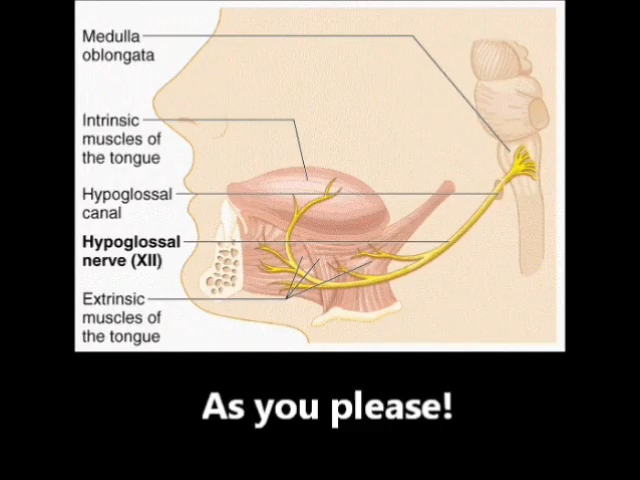 Medulla
oblongata
Intrinsic
muscles of
the tongue
Hypoglossal
canal
Hypoglossal
nerve (XII)
Extrinsic
muscles of
the tongue
As you please!